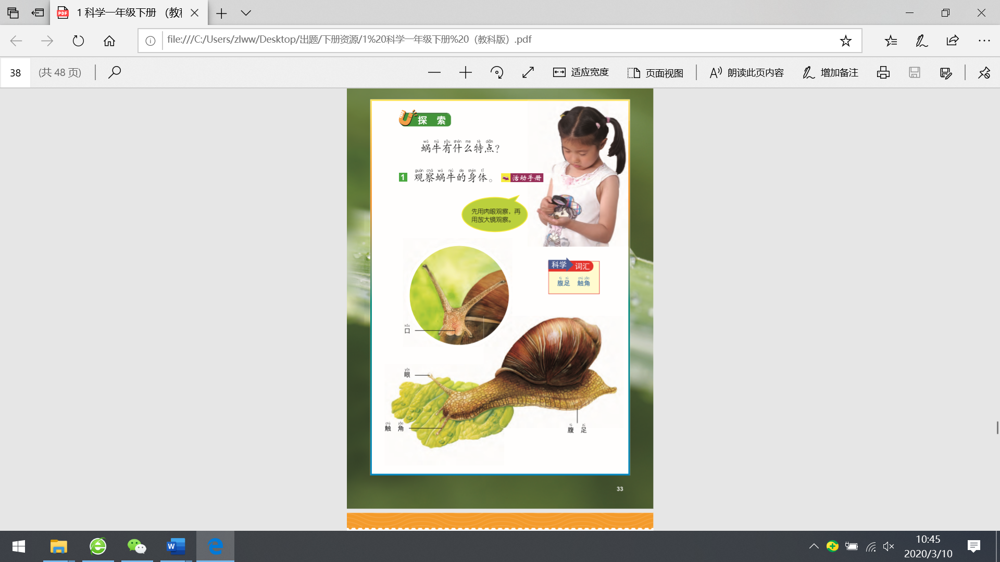 1 科学一年级下册 （教科
file:///C:/Users/zlww/Desktop/出题/下册资源/1%20科学一年级下册%20（教科版）.pdf
38 (共 48 页) 适应宽度 页面视图 朗读此页内容 增加备注
探 索
wō niú yǒu shén me tè diǎn
蜗牛有什么特点？
guān chá wō niú de shēn tǐ
1 观察蜗牛的身体。 活动手册
先用肉眼观察，再
用放大镜观察。
科学 词汇
fù zú chù jiǎo
腹足 触角
kǒu
口
yǎn
眼
chù jiǎo
触 角
fù zú
腹 足
33
10:45
2020/3/10